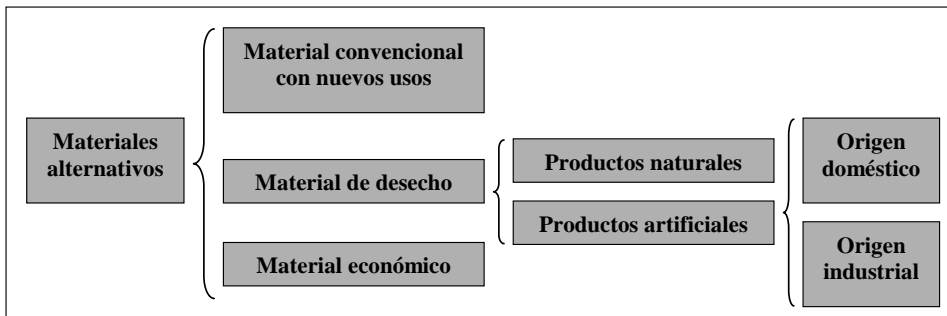 Materiales
alternativos
Material convencional
con nuevos usos
Material de desecho
Material económico
Productos naturales
Productos artificiales
Origen
doméstico
Origen
industrial